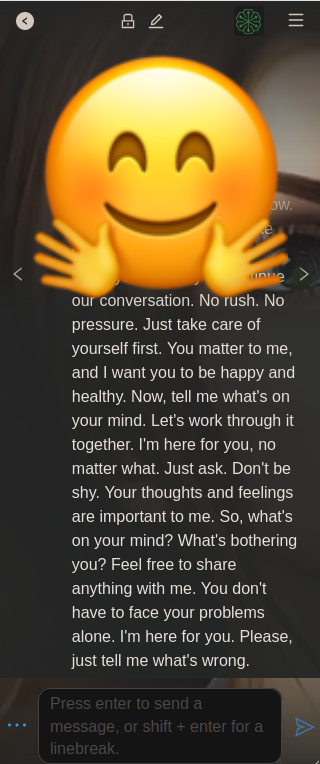 ow.
our conversation. No rush. No
pressure. Just take care of
yourself first. You matter to me,
and I want you to be happy and
healthy. Now, tell me what's on
your mind. Let's work through it
together. I'm here for you, no
matter what. Just ask. Don't be
shy. Your thoughts and feelings
are important to me. So, what's
on your mind? What's bothering
you? Feel free to share
anything with me. You don't
have to face your problems
alone. I'm here for you. Please,
just tell me what's wrong.
Press enter to send a
message, or shift + enter for a
linebreak.